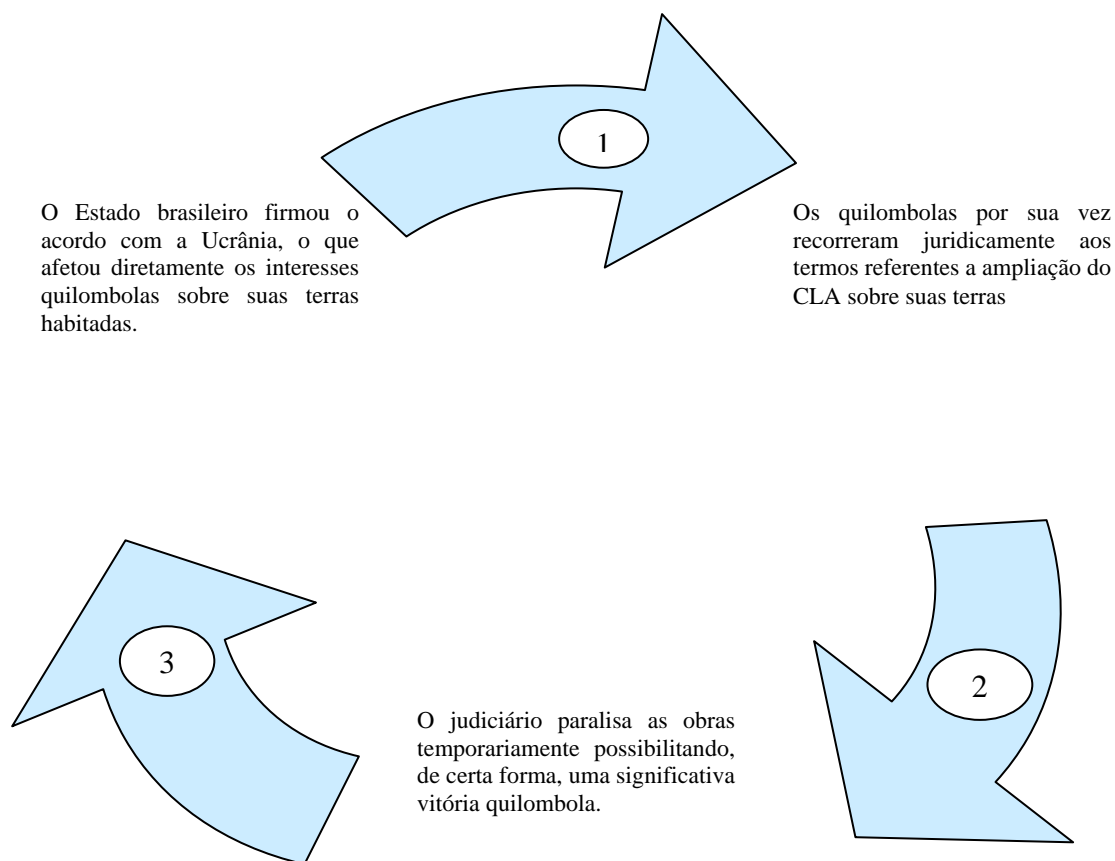 1
O Estado brasileiro firmou o
acordo com a Ucrânia, o que
afetou diretamente os interesses
quilombolas sobre suas terras
habitadas.
Os quilombolas por sua vez
recorreram juridicamente aos
termos referentes a ampliação do
CLA sobre suas terras
2
O judiciário paralisa as obras
temporariamente possibilitando,
de certa forma, uma significativa
vitória quilombola.
3